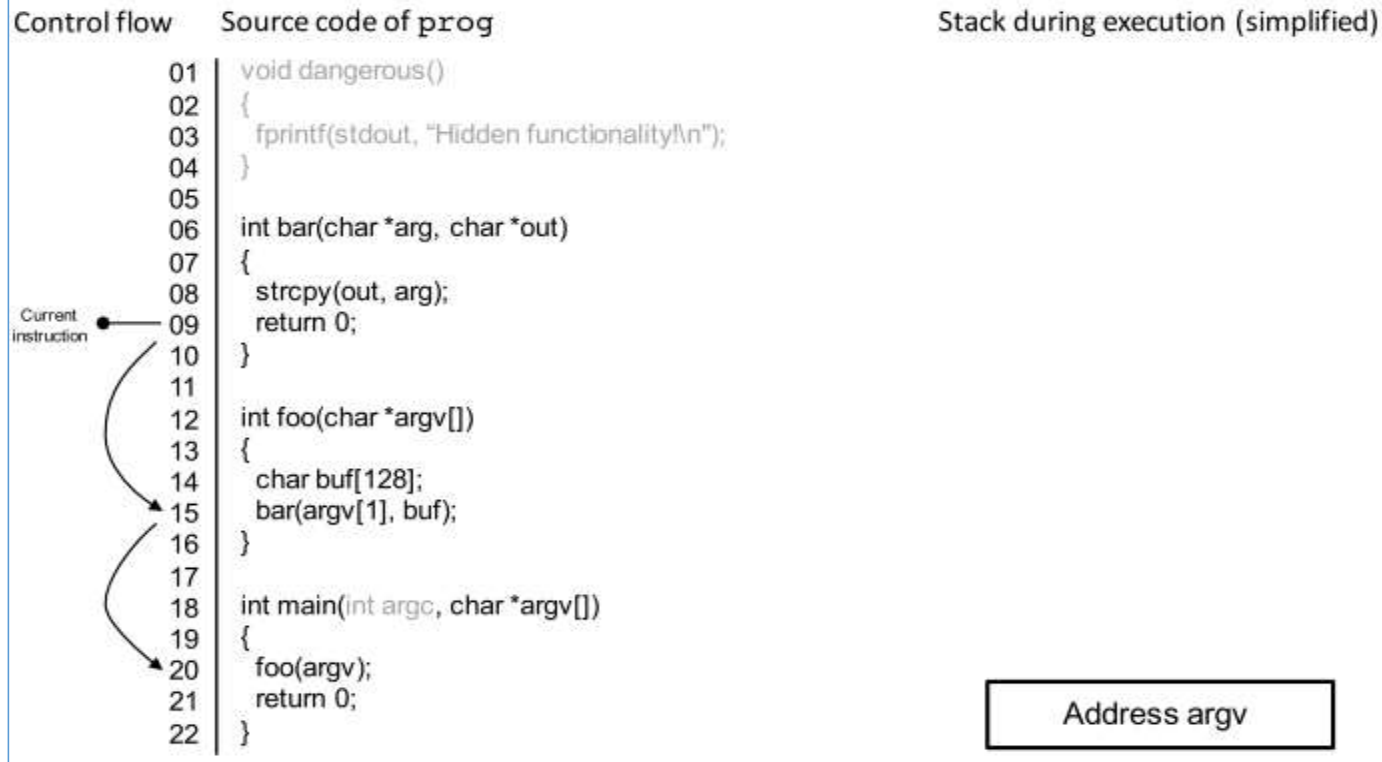 Control flow Source code of prog Stack during execution (simplified)
01 void dangerous()
02 {
03 fprintf(stdout, “Hidden functionality!\n”);
04 }
05
06 int bar(char *arg, char *out)
07 {
08 strcpy(out, arg);
Current
instruction
09 return 0;
10 }
11
12 int foo(char *argv[])
13 {
14 char buf[128];
15 bar(argv[1], buf);
16 }
17
18 int main(int argc, char *argv[])
19 {
20 foo(argv);
21 return 0;
22 }
Address argv